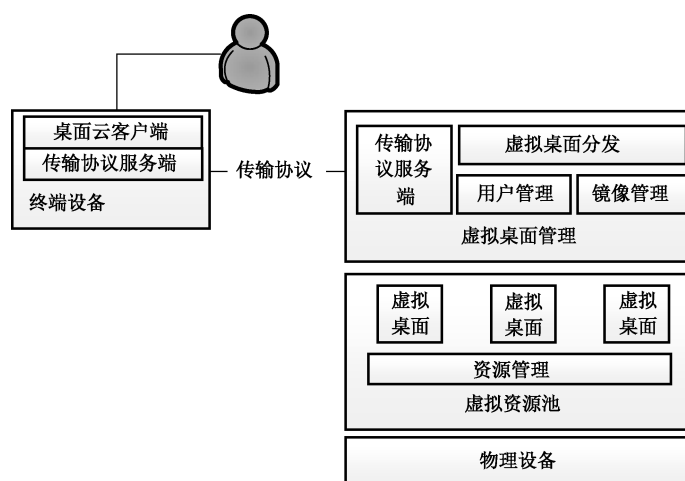 桌面云客户端
传输协议服务端
终端设备
传输协议
传输协
议服务
端
虚拟桌面分发
用户管理
镜像管理
虚拟桌面管理
虚拟
桌面
虚拟
桌面
虚拟
桌面
资源管理
虚拟资源池
物理设备